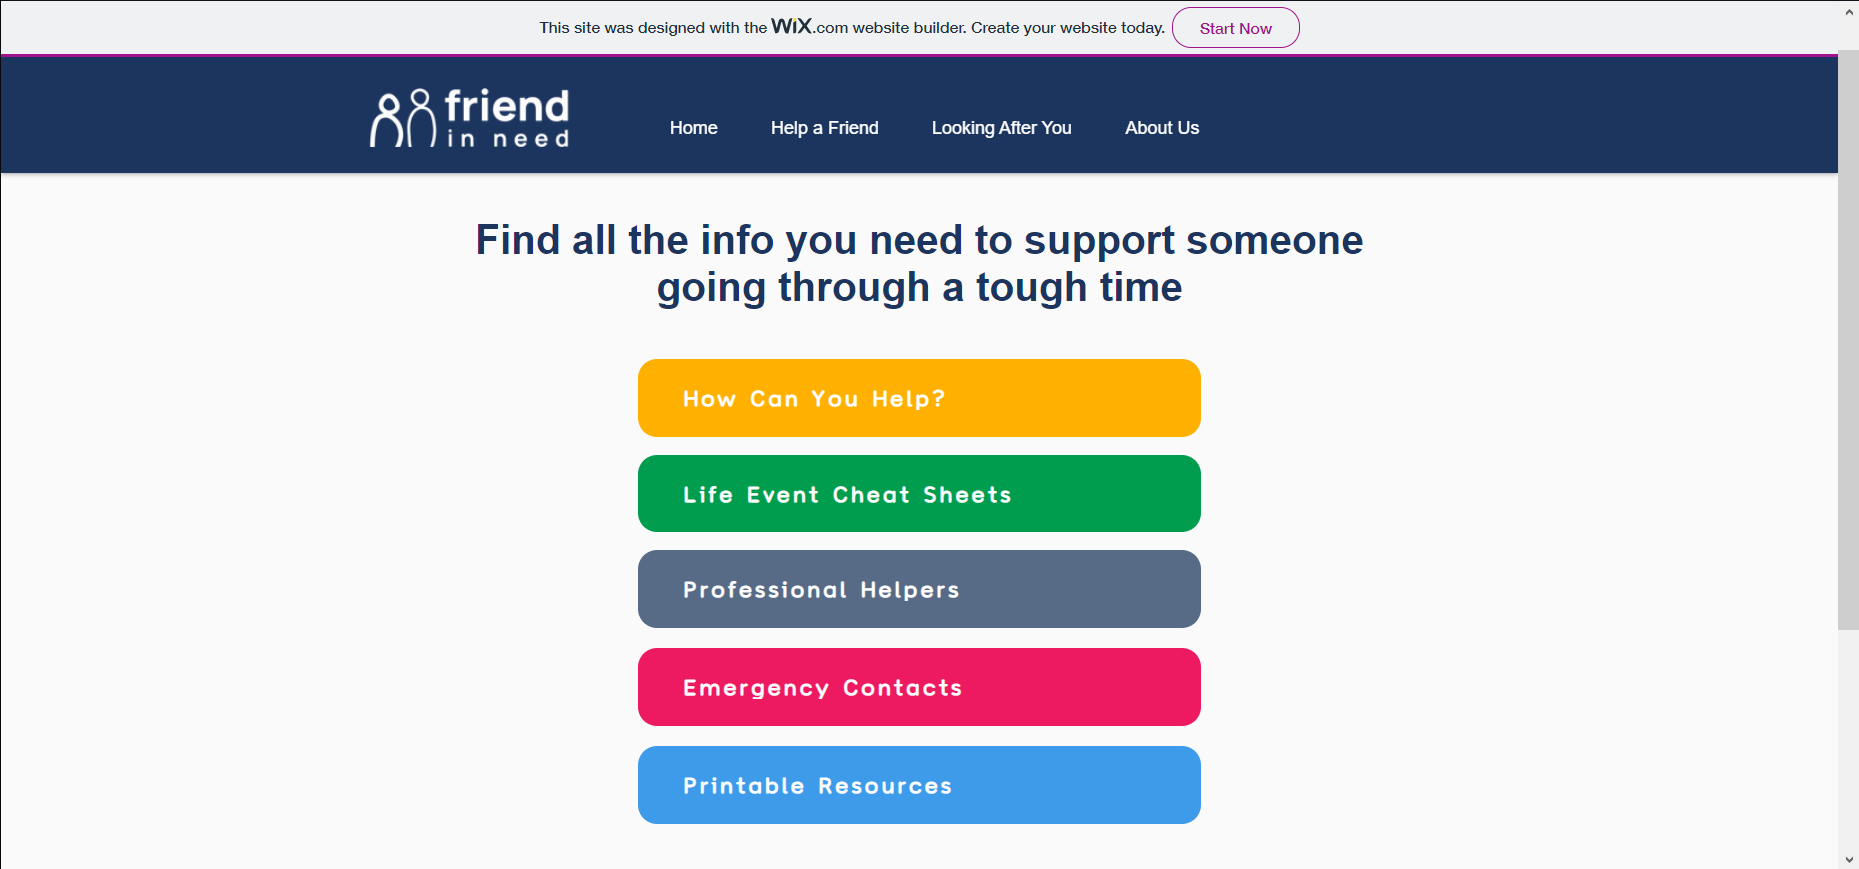 This site was designed with the WiX.com website builder. Create your website today. Start Now
friend
in need
Home Help a Friend Looking After You About Us
Find all the info you need to support someone
going through a tough time
How Can You Help?
Life Event Cheat Sheets
Professional Helpers
Emergency Contacts
Printable Resources